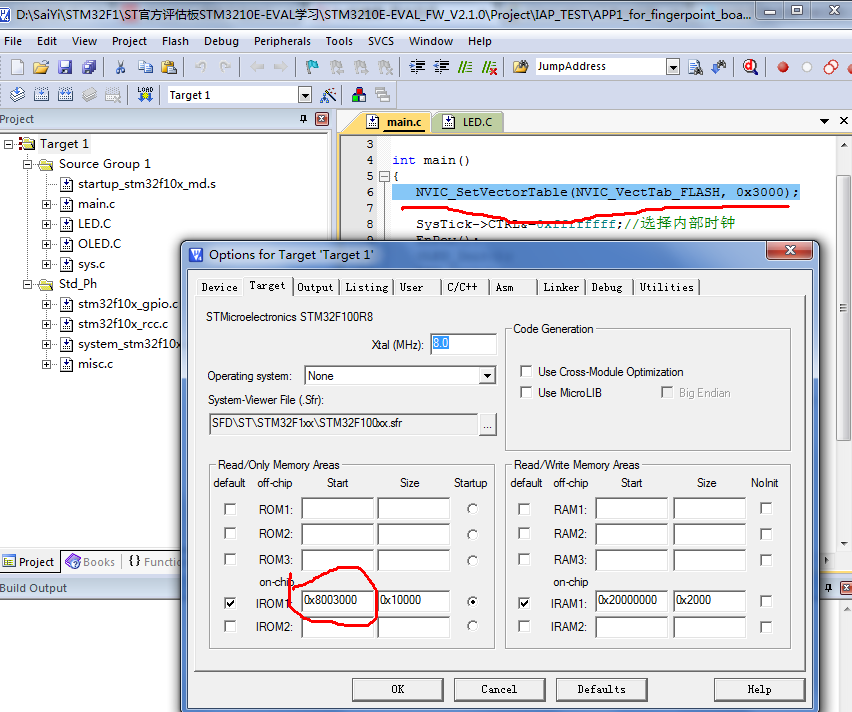 D:\SaiYi\STM32F1\ST官方评估板STM3210E-EVAL学习\STM3210E-EVAL_FW_V2.1.0\Project\IAP_TEST\APP1_for_fingerpoint_boa...
File Edit View Project Flash Debug Peripherals Tools SVCS Window Help
JumpAddress
LOAD Target 1
Project
main.c LED.C
Target 1
Source Group 1
startup_stm32f10x_md.s
main.c
LED.C
OLED.C
sys.c
Std_Ph
stm32f10x_gpio.c
stm32f10x_rcc.c
system_stm32f10x
misc.c
3
4 int main()
5 {
6 NVIC_SetVectorTable(NVIC_VectTab_FLASH, 0x3000);
7
8 SysTick->CTRL&=0xffffffff;//选择内部时钟
Options for Target 'Target 1'
Device Target Output Listing User C/C++ Asm Linker Debug Utilities
STMicroelectronics STM32F100R8
Xtal (MHz): 8.0
Operating system: None
System-Viewer File (.Sfr):
SFD\ST\STM32F1xx\STM32F100xx.sfr ...
Code Generation
Use Cross-Module Optimization
Use MicroLIB Big Endian
Read/Only Memory Areas
default off-chip Start Size Startup
ROM1:
ROM2:
ROM3:
on-chip
IROM1: 0x8003000 0x10000
IROM2:
Read/Write Memory Areas
default off-chip Start Size NoInit
RAM1:
RAM2:
RAM3:
on-chip
IRAM1: 0x20000000 0x2000
IRAM2:
OK Cancel Defaults Help
Project Books {} Functio
Build Output